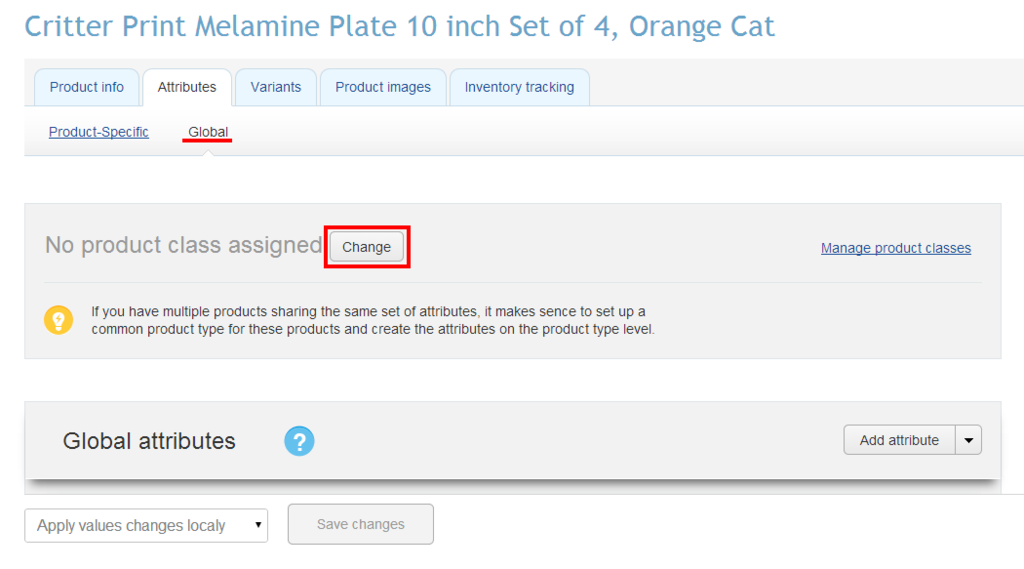 Critter Print Melamine Plate 10 inch Set of 4, Orange Cat
Product info Attributes Variants Product images Inventory tracking
Product-Specific Global
No product class assigned Change Manage product classes
If you have multiple products sharing the same set of attributes, it makes sence to set up a
common product type for these products and create the attributes on the product type level.
Global attributes ? Add attribute
Apply values changes localy Save changes